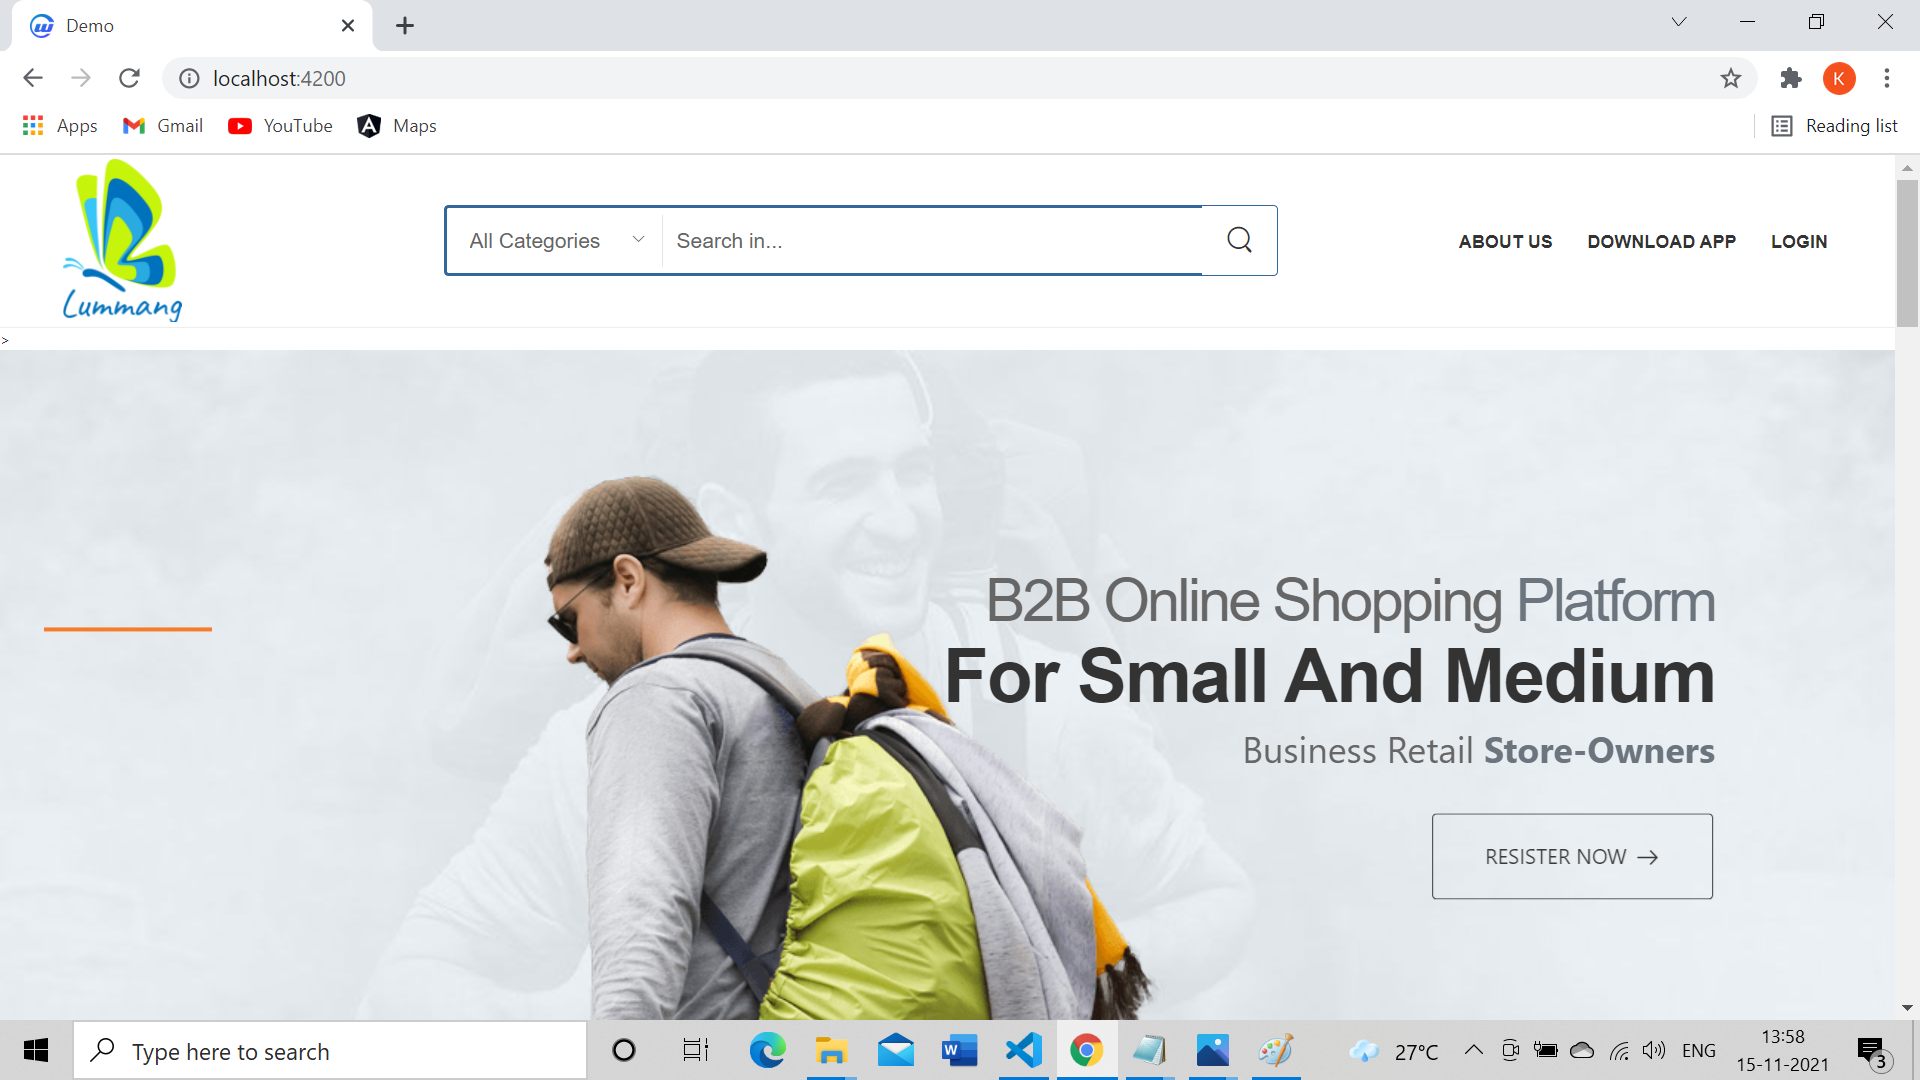 Demo
localhost:4200
Apps
Gmail
YouTube
Maps
Reading list
Lummang
All Categories
Search in...
ABOUT US
DOWNLOAD APP
LOGIN
>
B2B Online Shopping Platform
For Small And Medium
Business Retail Store-Owners
RESISTER NOW →
Type here to search
27°C
ENG
13:58
15-11-2021
3
K
W